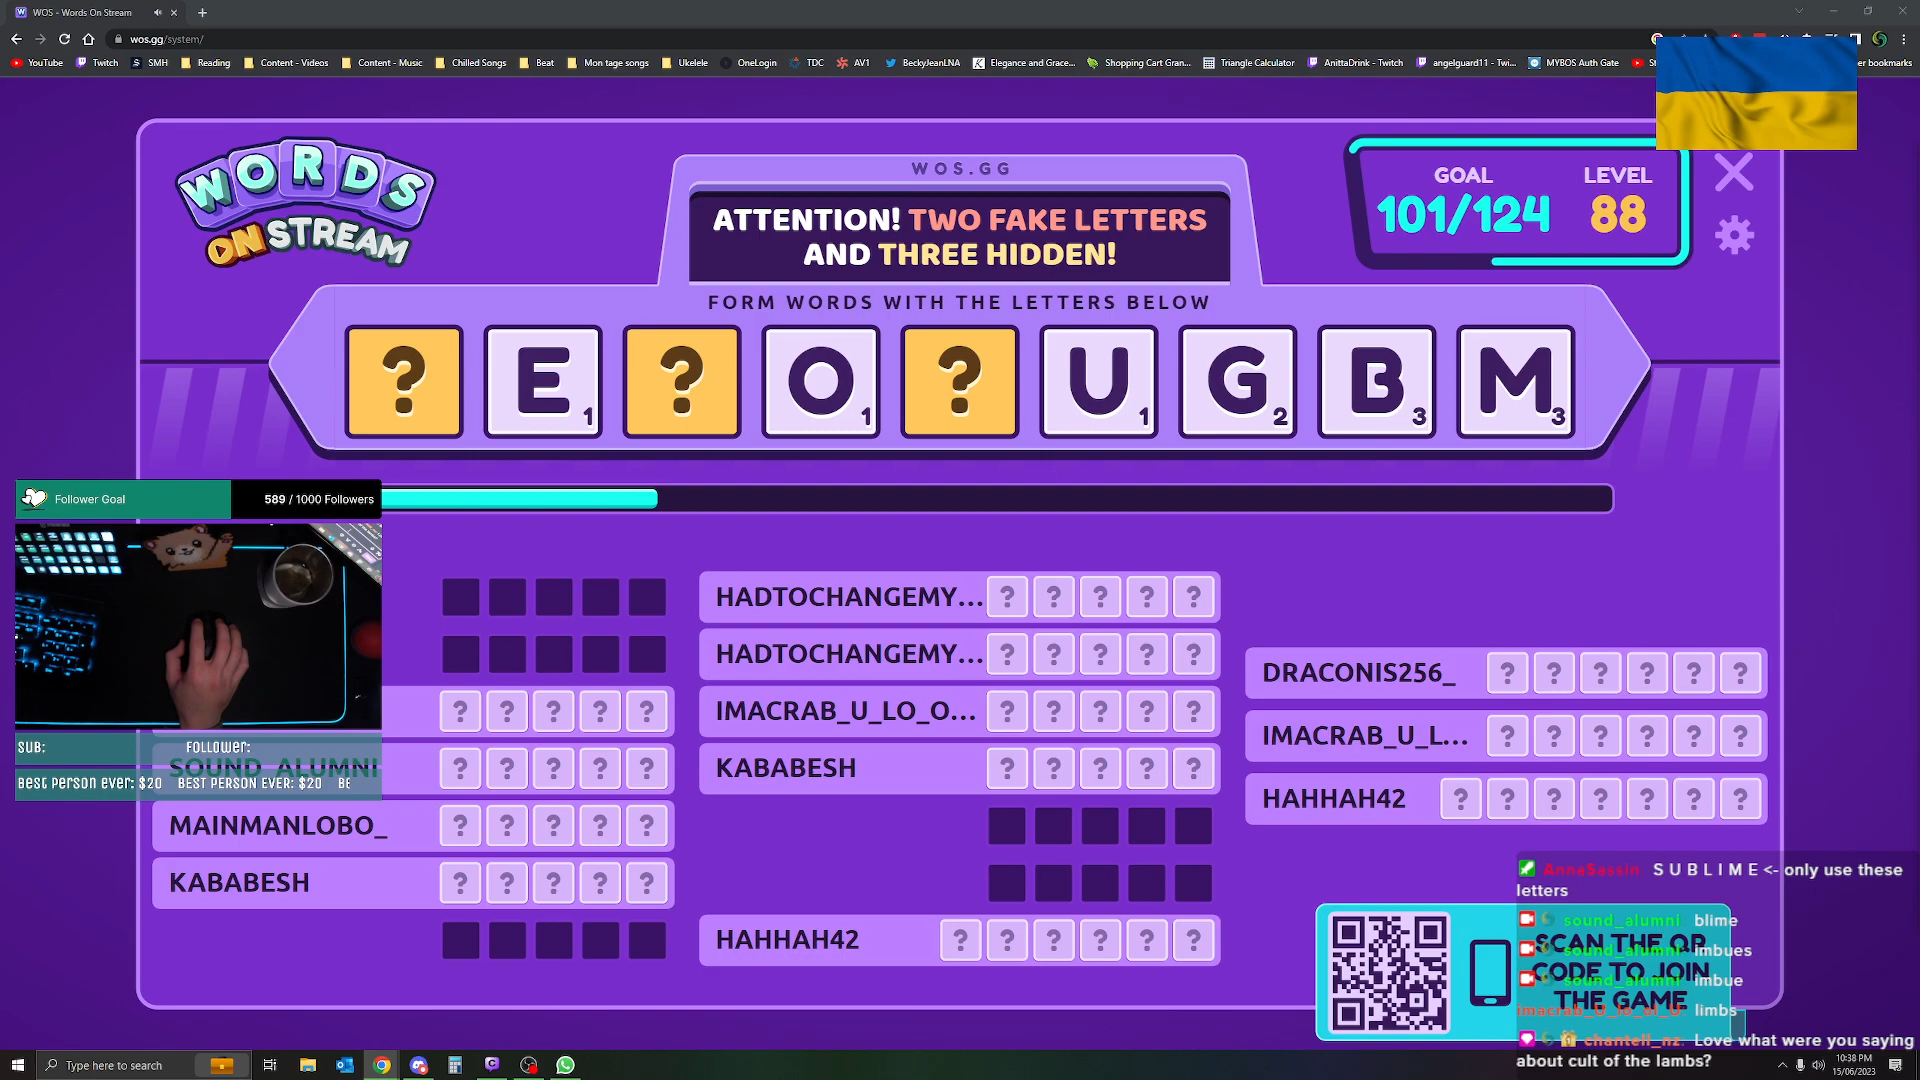 WOS - Words On Stream
wos.gg/system/
YouTube Twitch SMH Reading Content - Videos Content - Music Chilled Songs Beat Mon tage songs Ukelele OneLogin TDC AV1 BeckyJeanLNA Elegance and Grace... Shopping Cart Gran... Triangle Calculator AnittaDrink - Twitch angelguard11 - Twi... MYBOS Auth Gate er bookmarks
WORDS
ON STREAM
WOS.GG
ATTENTION! TWO FAKE LETTERS
AND THREE HIDDEN!
FORM WORDS WITH THE LETTERS BELOW
GOAL
101/124
LEVEL
88
? E 1 ? O 1 ? U 1 G 2 B 3 M 3
Follower Goal 589 / 1000 Followers
? ? ? ? ?
SOUND_ALUMNI ? ? ? ? ?
MAINMANLOBO_ ? ? ? ? ?
KABABESH ? ? ? ? ?
HADTOCHANGEMY... ? ? ? ? ?
HADTOCHANGEMY... ? ? ? ? ?
IMACRAB_U_LO_O... ? ? ? ? ?
KABABESH ? ? ? ? ?
HAHHAH42 ? ? ? ? ? ?
DRACONIS256_ ? ? ? ? ? ?
IMACRAB_U_L... ? ? ? ? ? ?
HAHHAH42 ? ? ? ? ? ? ?
SUB: Follower:
Best Person ever: $20 BEST PERSON EVER: $20 BE
SCAN THE QR
CODE TO JOIN
THE GAME
AnnaSassin S U B L I M E <- only use these
letters
sound_alumni: blime
sound_alumni: imbues
sound_alumni: imbue
limbs
chantell_nz: Love what were you saying
about cult of the lambs?
Type here to search
10:38 PM
15/06/2023